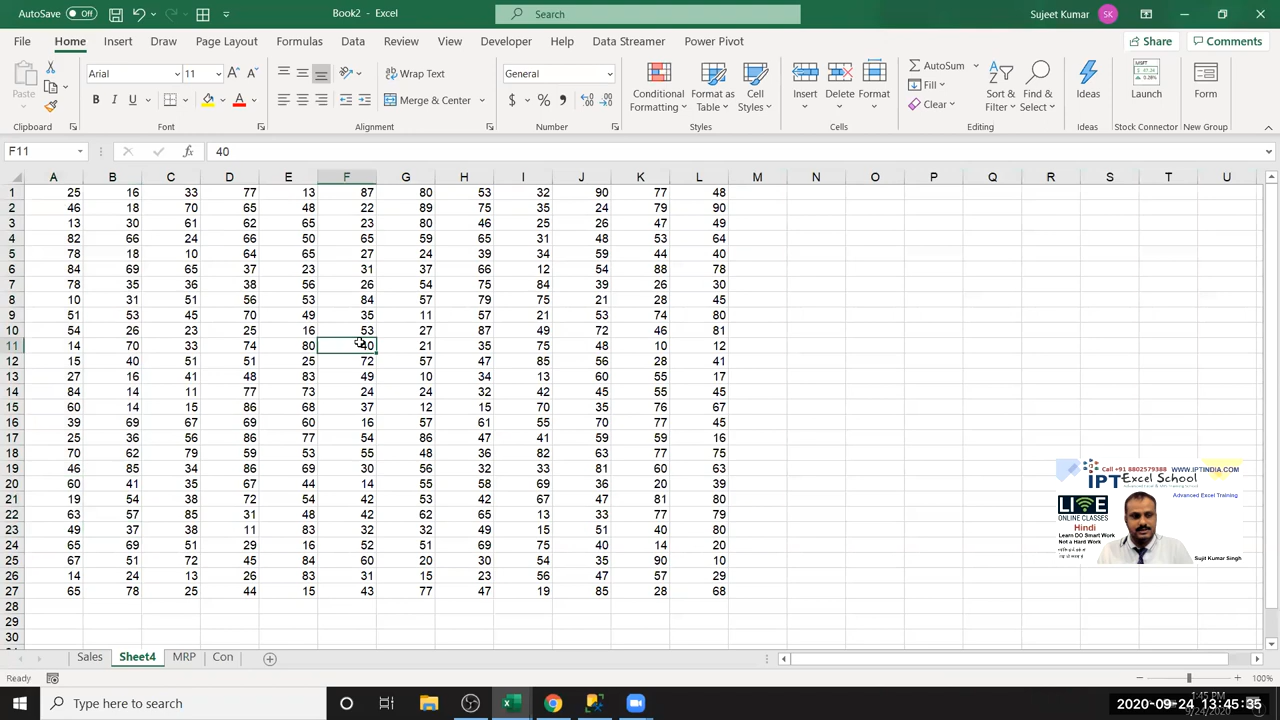 AutoSave Off Book2 - Excel Search Sujeet Kumar SK
File Home Insert Draw Page Layout Formulas Data Review View Developer Help Data Streamer Power Pivot Share Comments
Paste Arial 11 Wrap Text General Conditional Formatting Format as Table Cell Styles Insert Delete Format AutoSum Fill Clear Sort & Filter Find & Select Ideas Launch Form
B I U A Merge & Center $ % ,
Clipboard Font Alignment Number Styles Cells Editing Ideas Stock Connector New Group
F11 fx 40
A B C D E F G H I J K L M N O P Q R S T U
1 25 16 33 77 13 87 80 53 32 90 77 48
2 46 18 70 65 48 22 89 75 35 24 79 90
3 13 30 61 62 65 23 80 46 25 26 47 49
4 82 66 24 66 50 65 59 65 31 48 53 64
5 78 18 10 64 65 27 24 39 34 59 44 40
6 84 69 65 37 23 31 37 66 12 54 88 78
7 78 35 36 38 56 26 54 75 84 39 26 30
8 10 31 51 56 53 84 57 79 75 21 28 45
9 51 53 45 70 49 35 11 57 21 53 74 80
10 54 26 23 25 16 53 27 87 49 72 46 81
11 14 70 33 74 80 40 21 35 75 48 10 12
12 15 40 51 51 25 72 57 47 85 56 28 41
13 27 16 41 48 83 49 10 34 13 60 55 17
14 84 14 11 77 73 24 24 32 42 45 55 45
15 60 14 15 86 68 37 12 15 70 35 76 67
16 39 69 67 69 60 16 57 61 55 70 77 45
17 25 36 56 86 77 54 86 47 41 59 59 16
18 70 62 79 59 53 55 48 36 82 63 77 75
19 46 85 34 86 69 30 56 32 33 81 60 63
20 60 41 35 67 44 14 55 58 69 36 20 39
21 19 54 38 72 54 42 53 42 67 47 81 80
22 63 57 85 31 48 42 62 65 13 33 77 79
23 49 37 38 11 83 32 32 49 15 51 40 80
24 65 69 51 29 16 52 51 69 75 40 14 20
25 67 51 72 45 84 60 20 30 54 35 90 10
26 14 24 13 26 83 31 15 23 56 47 57 29
27 65 78 25 44 15 43 77 47 19 85 28 68
28
29
30
Call +91 8802579388 WWW.IPTINDIA.COM
IPT Excel School
Advanced Excel Training
LIVE
ONLINE CLASSES
Hindi
Learn DO Smart Work
Not a Hard Work
Sujit Kumar Singh
Sales Sheet4 MRP Con
Ready 100%
Type here to search
2020-09-24 13:45:35